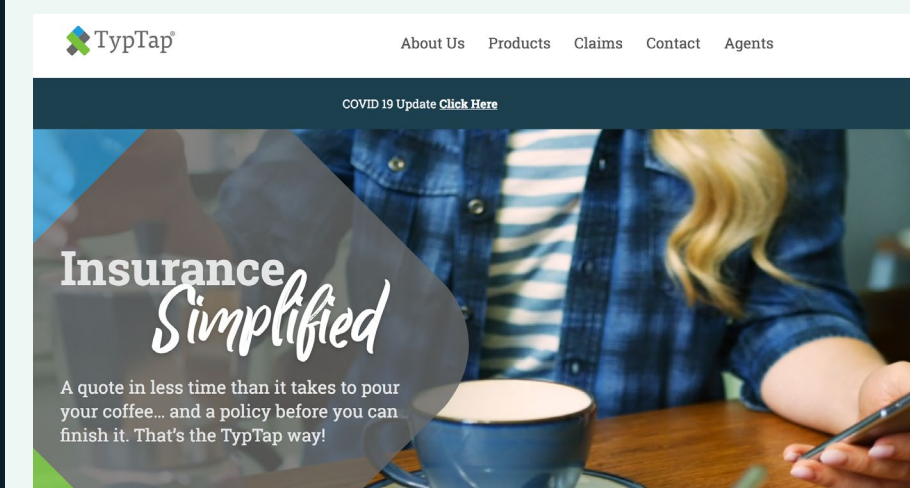 TypTap®
About Us Products Claims Contact Agents
COVID 19 Update Click Here
Insurance
Simplified
A quote in less time than it takes to pour
your coffee... and a policy before you can
finish it. That's the TypTap way!